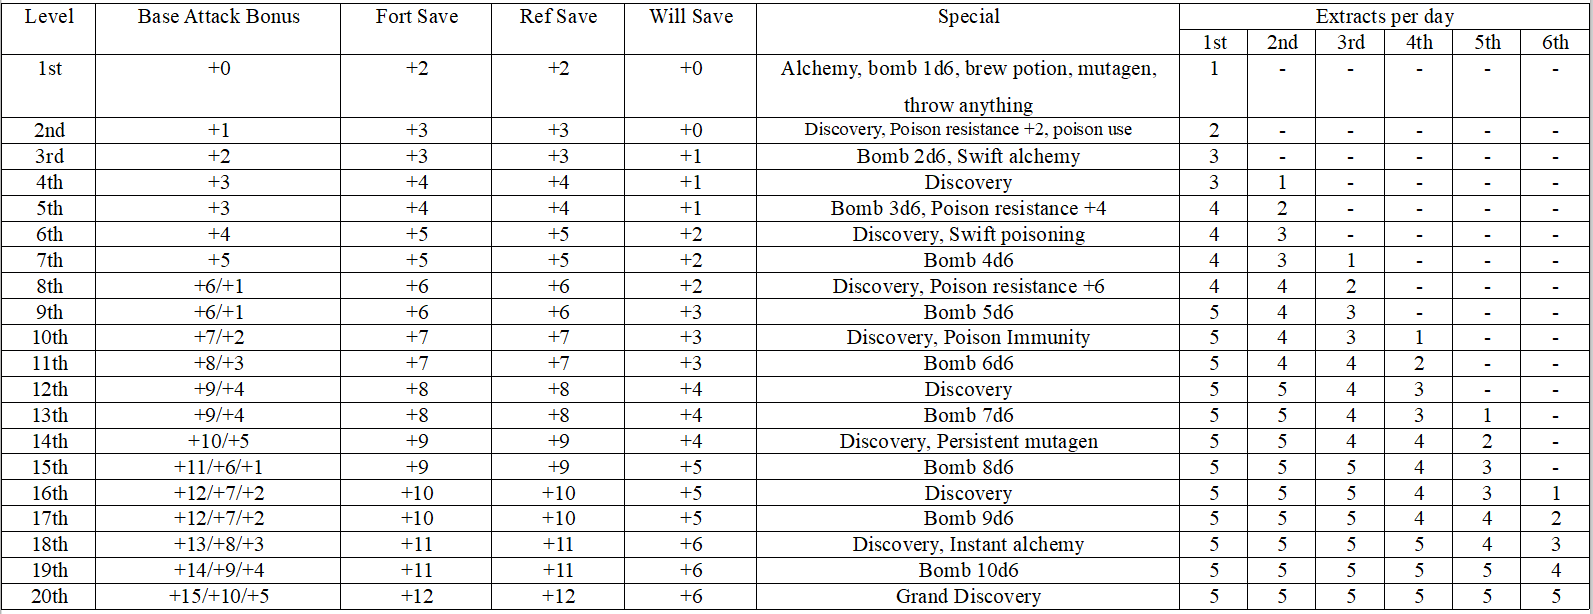 Level Base Attack Bonus Fort Save Ref Save Will Save Special Extracts per day
1st 2nd 3rd 4th 5th 6th
1st +0 +2 +2 +0 Alchemy, bomb 1d6, brew potion, mutagen, 1 - - - - -
throw anything
2nd +1 +3 +3 +0 Discovery, Poison resistance +2, poison use 2 - - - - -
3rd +2 +3 +3 +1 Bomb 2d6, Swift alchemy 3 - - - - -
4th +3 +4 +4 +1 Discovery 3 1 - - - -
5th +3 +4 +4 +1 Bomb 3d6, Poison resistance +4 4 2 - - - -
6th +4 +5 +5 +2 Discovery, Swift poisoning 4 3 - - - -
7th +5 +5 +5 +2 Bomb 4d6 4 3 1 - - -
8th +6/+1 +6 +6 +2 Discovery, Poison resistance +6 4 4 2 - - -
9th +6/+1 +6 +6 +3 Bomb 5d6 5 4 3 - - -
10th +7/+2 +7 +7 +3 Discovery, Poison Immunity 5 4 3 1 - -
11th +8/+3 +7 +7 +3 Bomb 6d6 5 4 4 2 - -
12th +9/+4 +8 +8 +4 Discovery 5 5 4 3 - -
13th +9/+4 +8 +8 +4 Bomb 7d6 5 5 4 3 1 -
14th +10/+5 +9 +9 +4 Discovery, Persistent mutagen 5 5 4 4 2 -
15th +11/+6/+1 +9 +9 +5 Bomb 8d6 5 5 5 4 3 -
16th +12/+7/+2 +10 +10 +5 Discovery 5 5 5 4 3 1
17th +12/+7/+2 +10 +10 +5 Bomb 9d6 5 5 5 4 4 2
18th +13/+8/+3 +11 +11 +6 Discovery, Instant alchemy 5 5 5 5 4 3
19th +14/+9/+4 +11 +11 +6 Bomb 10d6 5 5 5 5 5 4
20th +15/+10/+5 +12 +12 +6 Grand Discovery 5 5 5 5 5 5